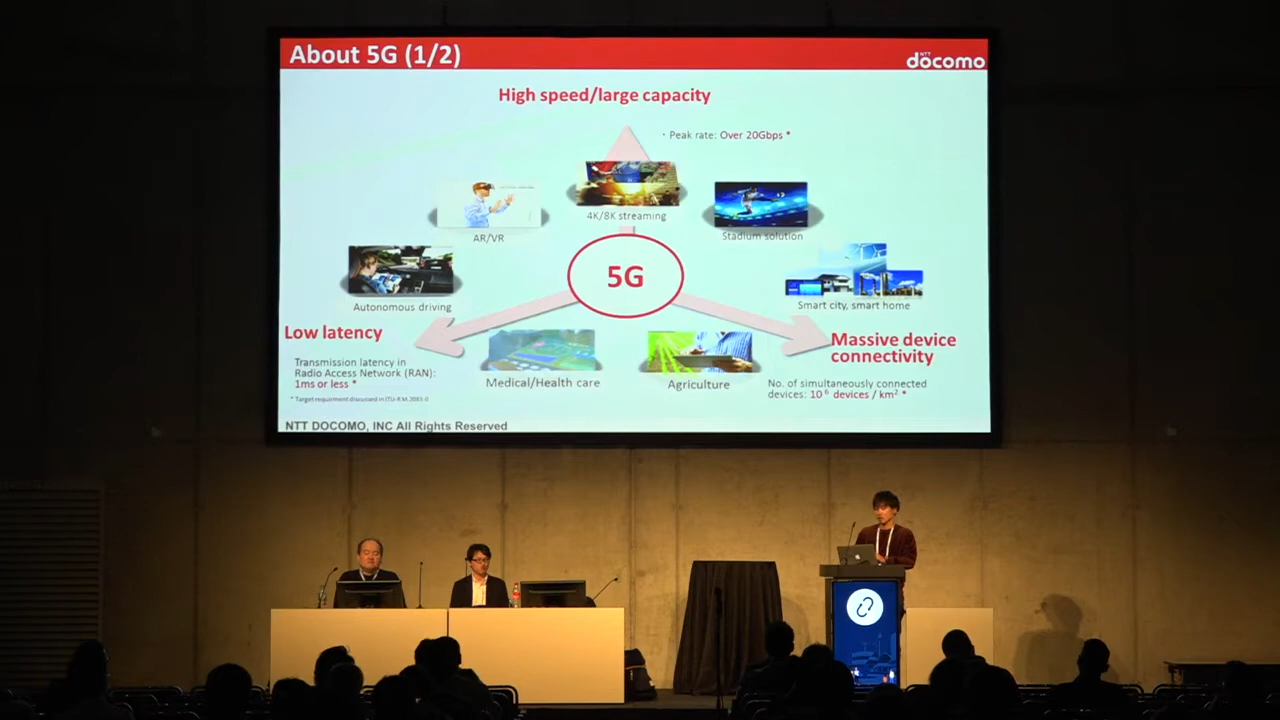 About 5G (1/2)
NTT
döcomo
High speed/large capacity
・Peak rate: Over 20Gbps *
4K/8K streaming
AR/VR
Stadium solution
5G
Autonomous driving
Smart city, smart home
Low latency
Massive device
connectivity
Transmission latency in
Radio Access Network (RAN):
1ms or less *
Medical/Health care
Agriculture
No. of simultaneously connected
devices: 10⁶ devices / km² *
NTT DOCOMO, INC All Rights Reserved